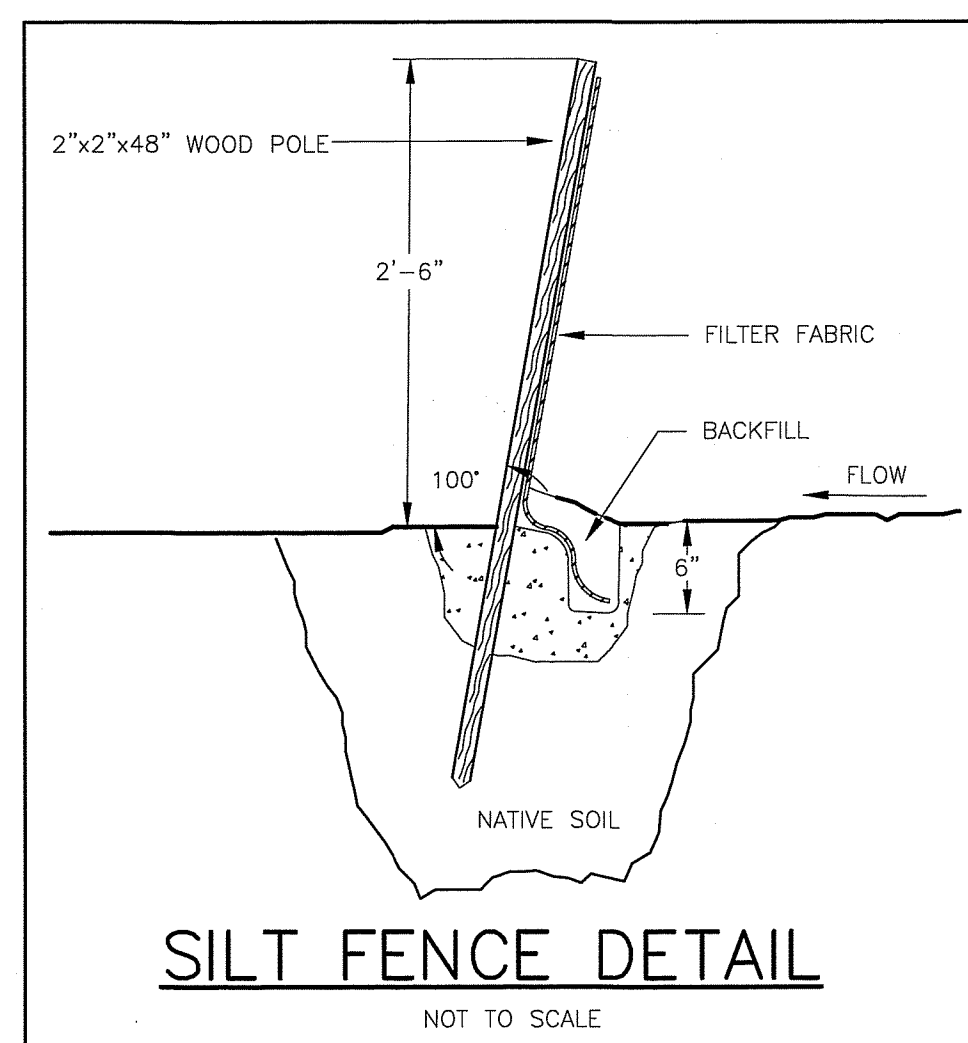 2"x2"x48" WOOD POLE
2'-6"
FILTER FABRIC
BACKFILL
100°
FLOW
6"
NATIVE SOIL
SILT FENCE DETAIL
NOT TO SCALE